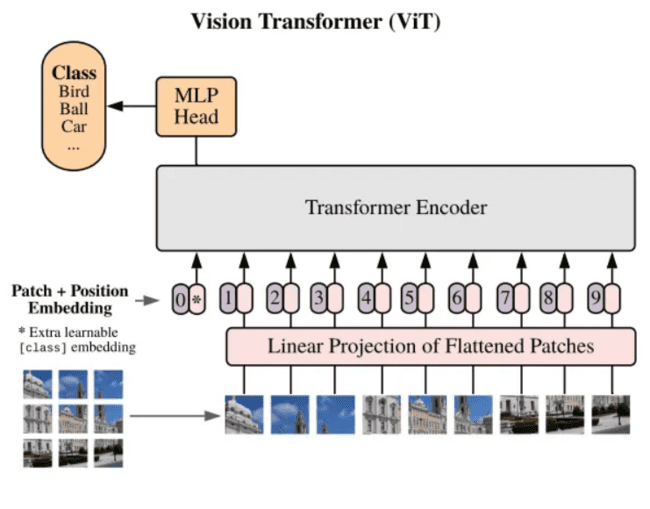 Vision Transformer (ViT)
Class
Bird
Ball
Car
...
MLP
Head
Transformer Encoder
Patch + Position
Embedding
0 * 1 2 3 4 5 6 7 8 9
* Extra learnable
[class] embedding
Linear Projection of Flattened Patches